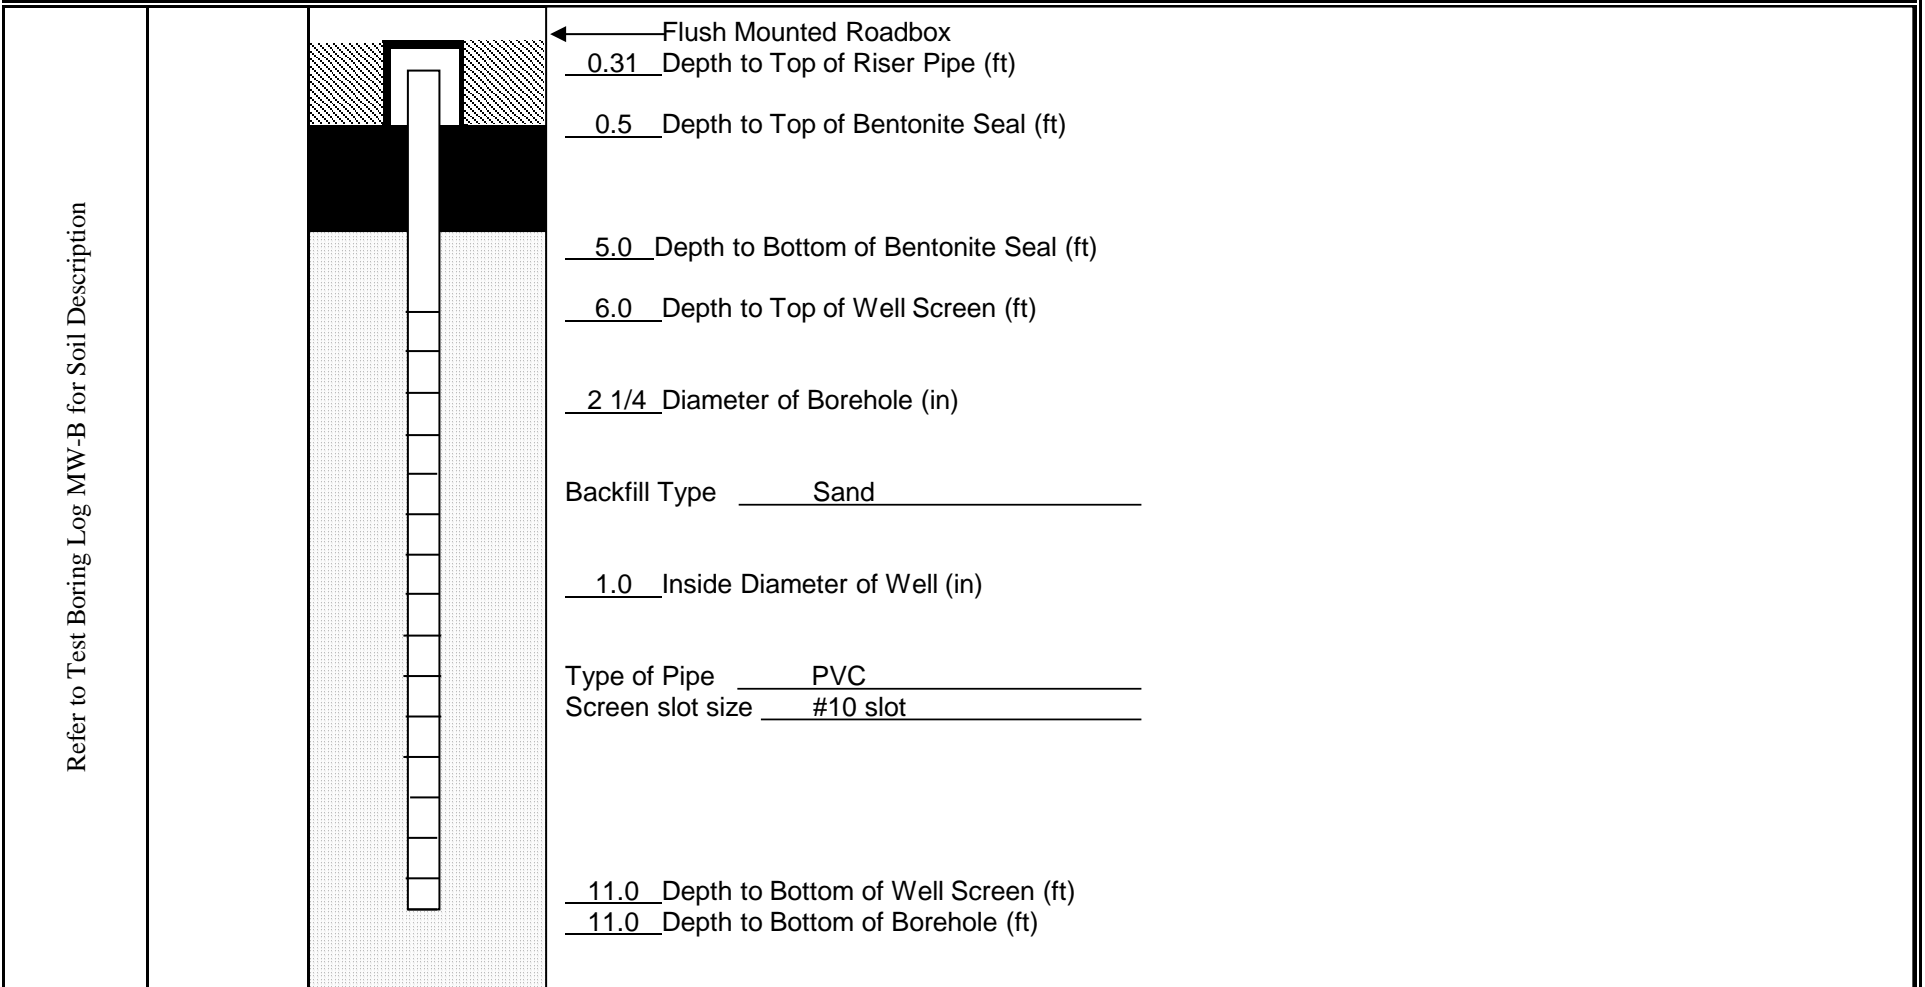 Refer to Test Boring Log MW-B for Soil Description
Flush Mounted Roadbox
0.31 Depth to Top of Riser Pipe (ft)
0.5 Depth to Top of Bentonite Seal (ft)
5.0 Depth to Bottom of Bentonite Seal (ft)
6.0 Depth to Top of Well Screen (ft)
2 1/4 Diameter of Borehole (in)
Backfill Type Sand
1.0 Inside Diameter of Well (in)
Type of Pipe PVC
Screen slot size #10 slot
11.0 Depth to Bottom of Well Screen (ft)
11.0 Depth to Bottom of Borehole (ft)